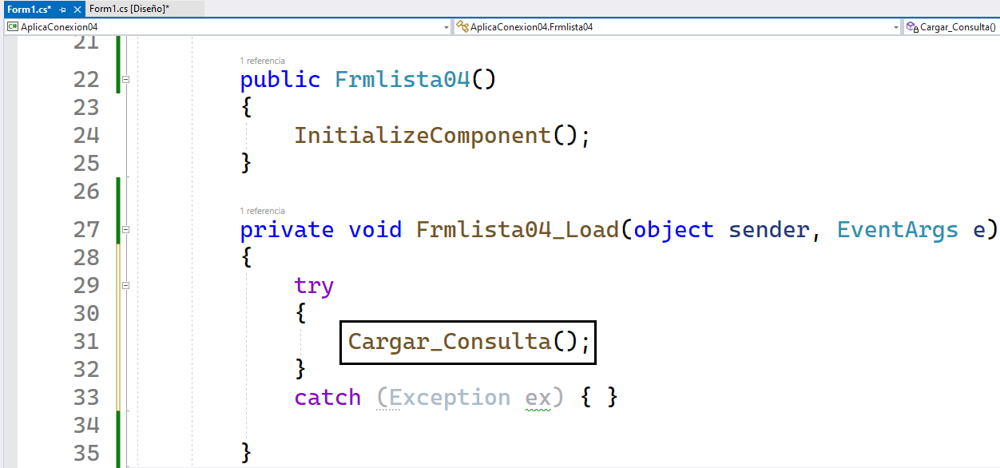 Form1.cs* Form1.cs [Diseño]*
C# AplicaConexion04 AplicaConexion04.Frmlista04 Cargar_Consulta()
21
1 referencia
22 public Frmlista04()
23 {
24 InitializeComponent();
25 }
26
1 referencia
27 private void Frmlista04_Load(object sender, EventArgs e)
28 {
29 try
30 {
31 Cargar_Consulta();
32 }
33 catch (Exception ex) { }
34
35 }